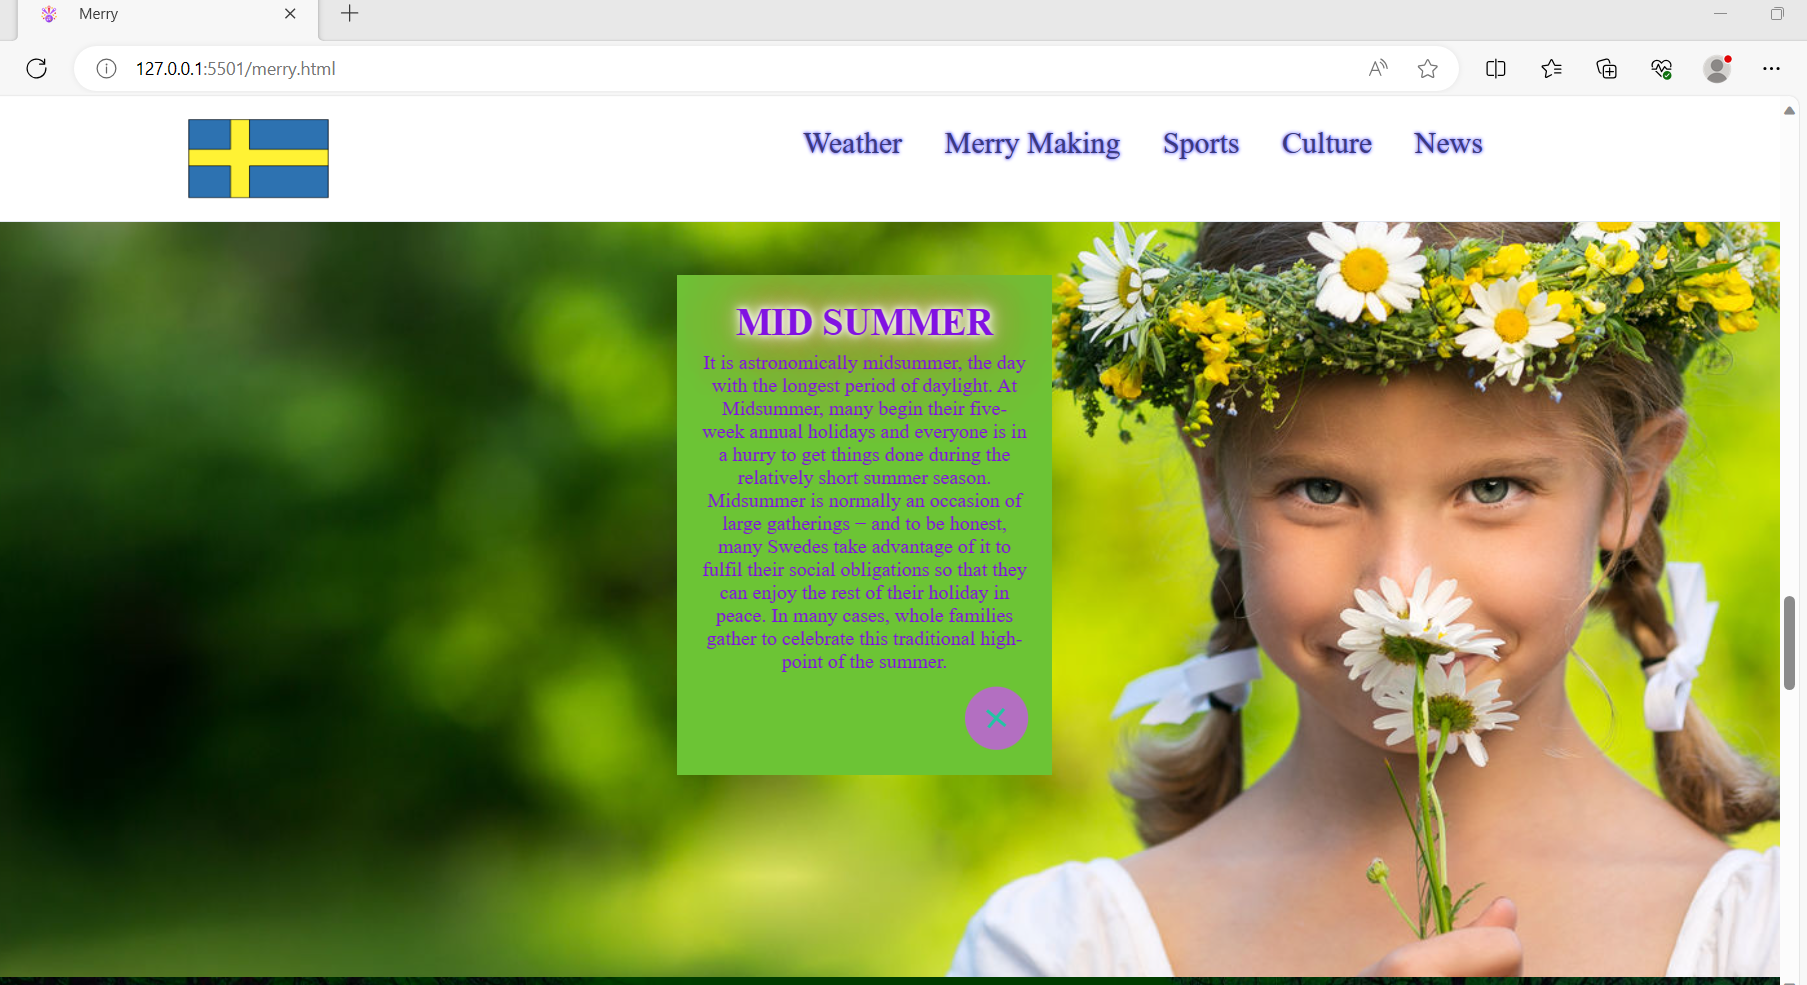 Merry
127.0.0.1:5501/merry.html
Weather Merry Making Sports Culture News
MID SUMMER
It is astronomically midsummer, the day
with the longest period of daylight. At
Midsummer, many begin their five-
week annual holidays and everyone is in
a hurry to get things done during the
relatively short summer season.
Midsummer is normally an occasion of
large gatherings – and to be honest,
many Swedes take advantage of it to
fulfil their social obligations so that they
can enjoy the rest of their holiday in
peace. In many cases, whole families
gather to celebrate this traditional high-
point of the summer.